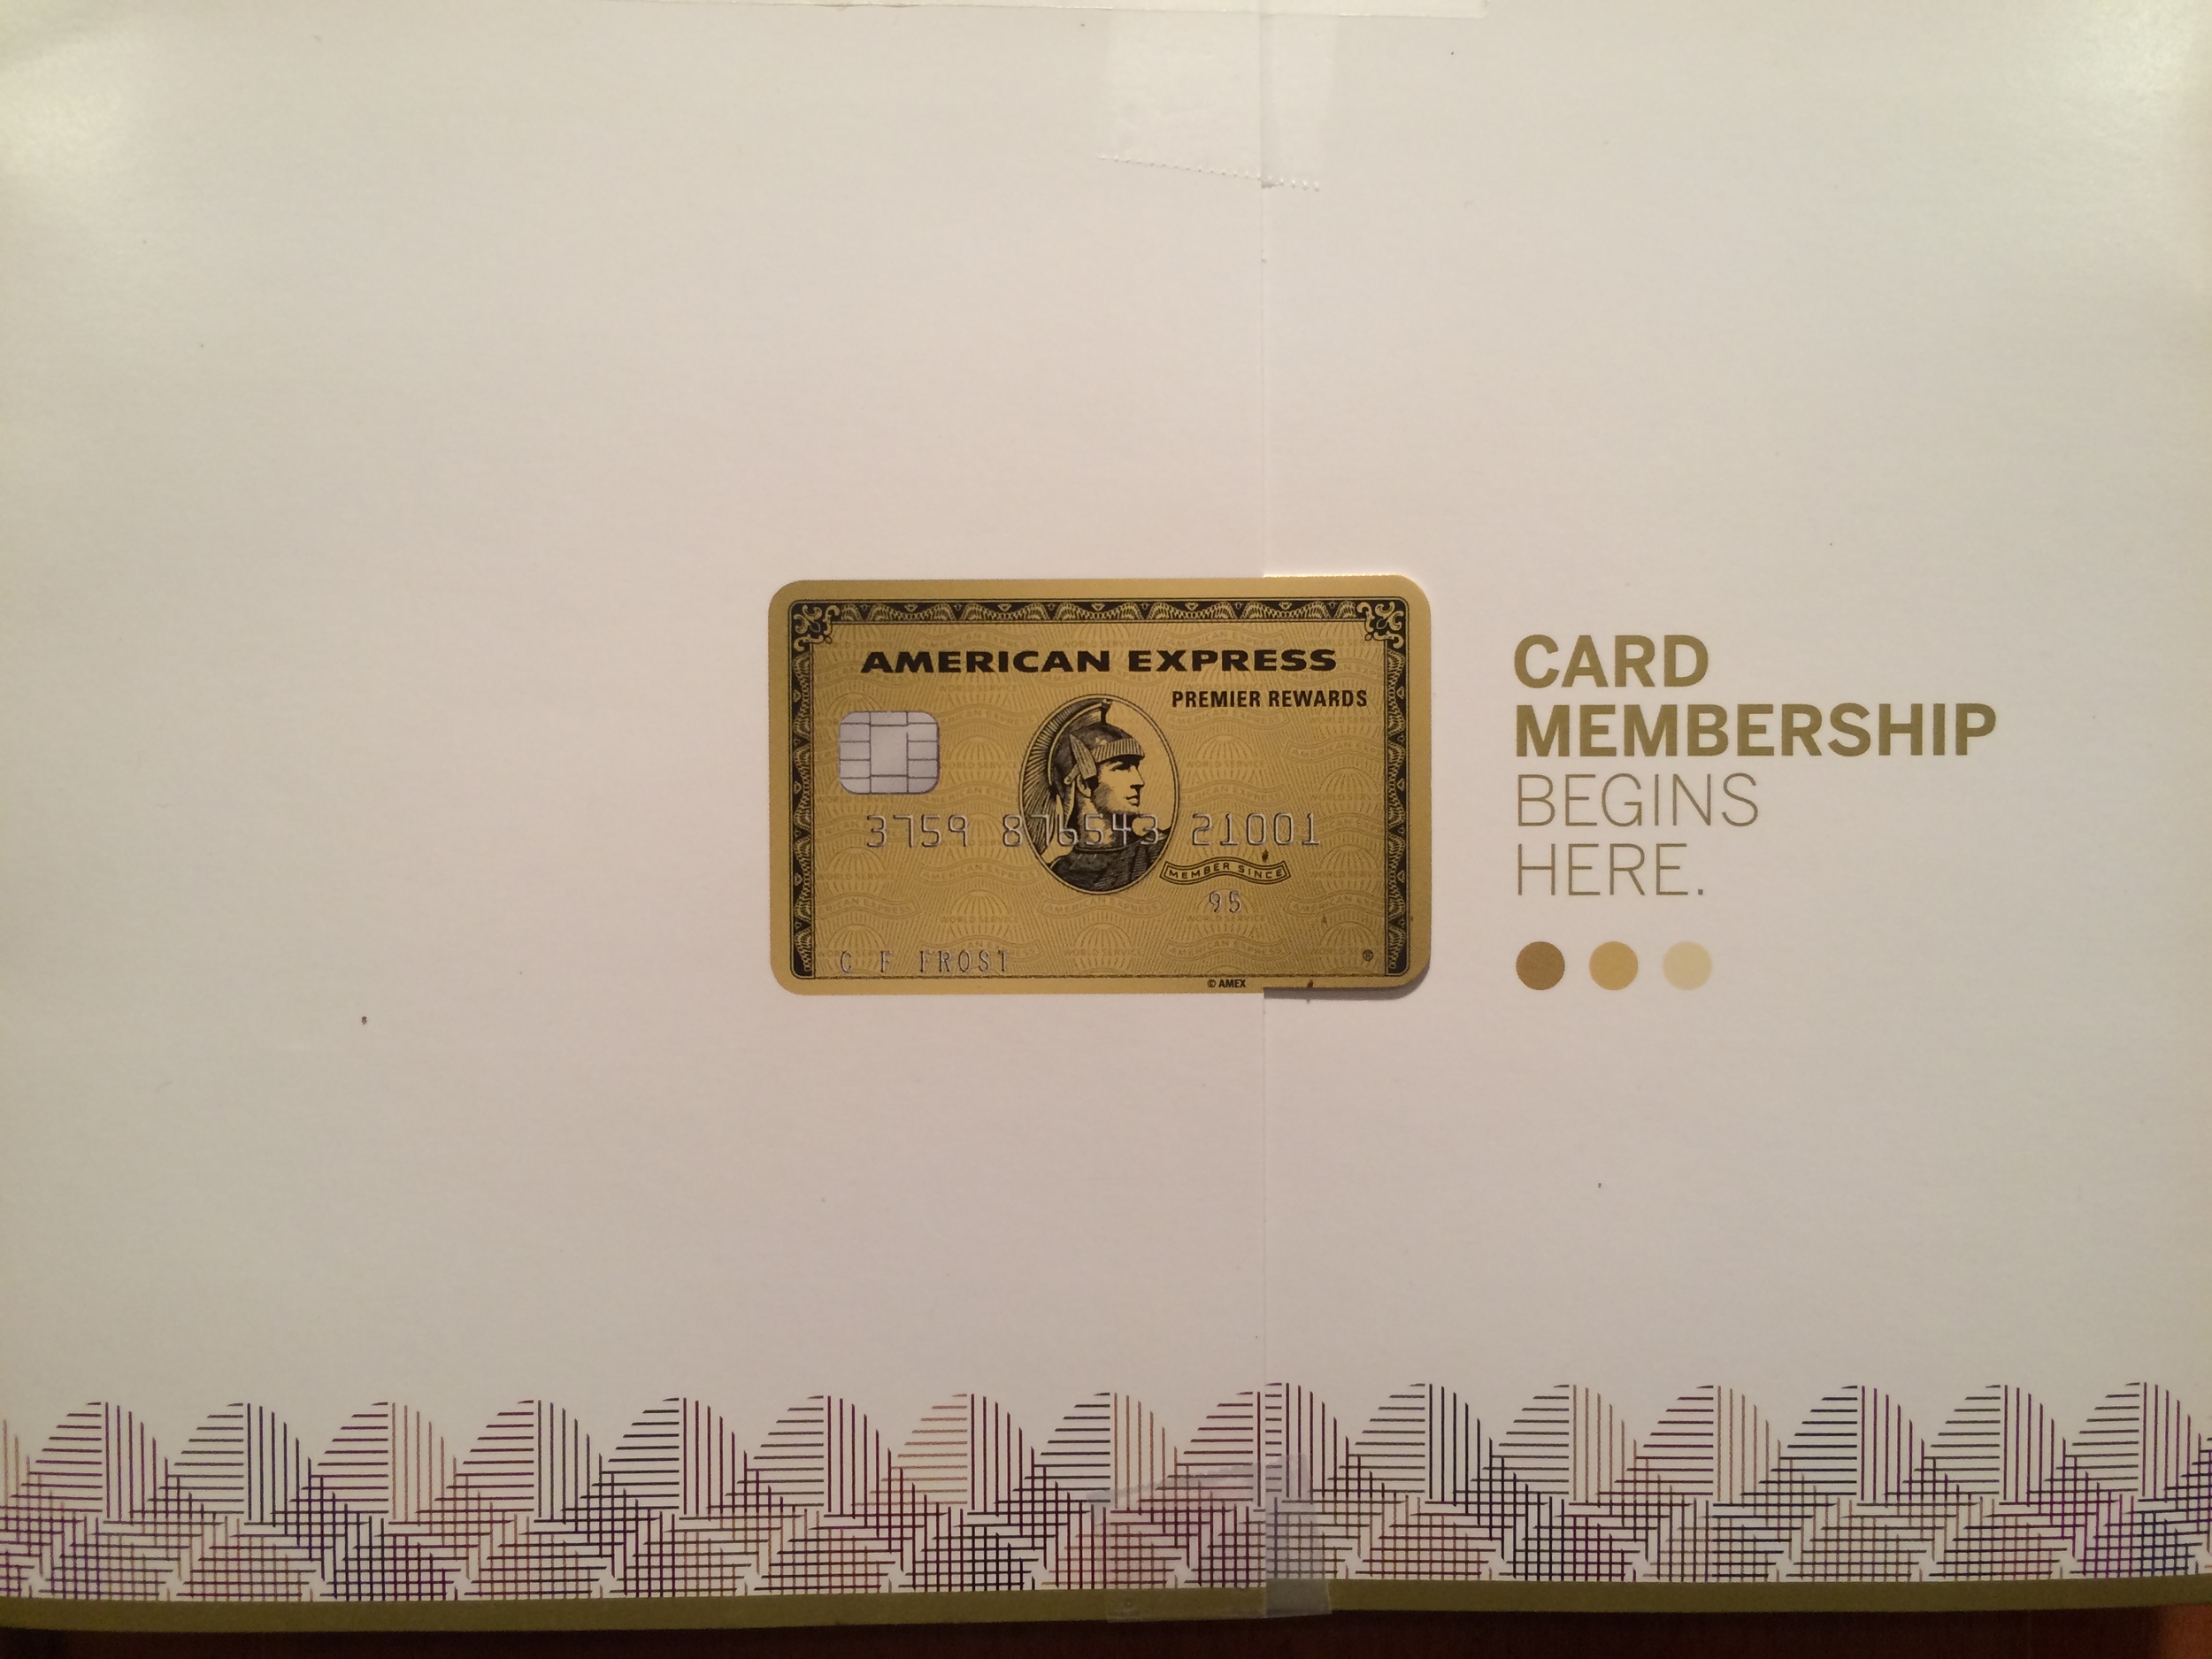 AMERICAN EXPRESS
PREMIER REWARDS
3759 876543 21001
MEMBER SINCE
95
C F FROST
®
© AMEX
CARD
MEMBERSHIP
BEGINS
HERE.